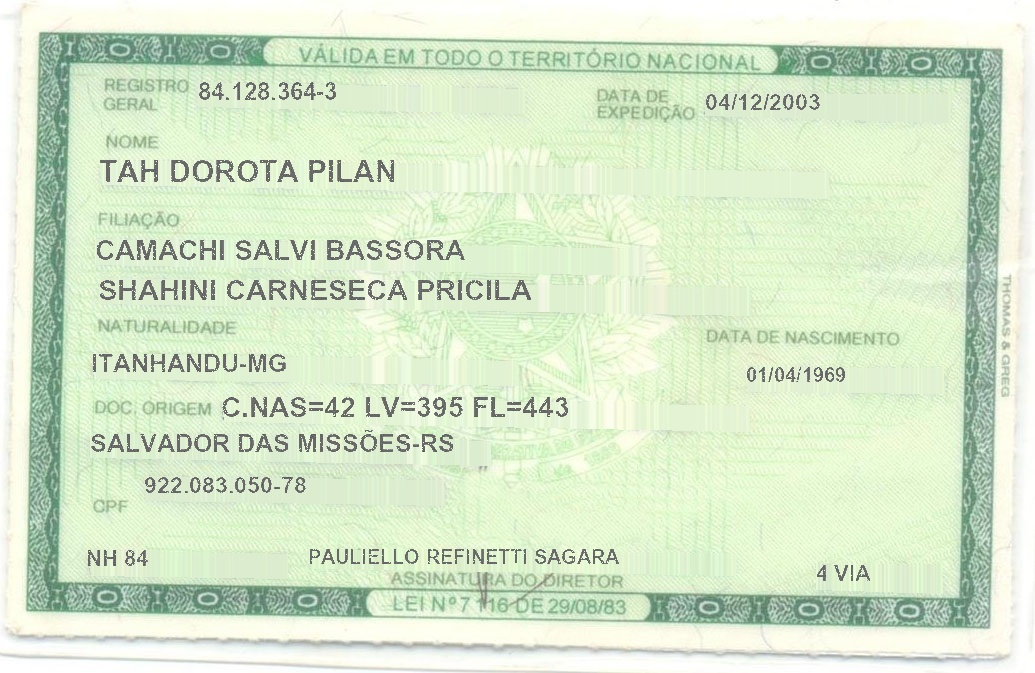 VÁLIDA EM TODO O TERRITÓRIO NACIONAL
REGISTRO GERAL 84.128.364-3
DATA DE EXPEDIÇÃO 04/12/2003
NOME
TAH DOROTA PILAN
FILIAÇÃO
CAMACHI SALVI BASSORA
SHAHINI CARNESECA PRICILA
NATURALIDADE
ITANHANDU-MG
DATA DE NASCIMENTO
01/04/1969
DOC. ORIGEM C.NAS=42 LV=395 FL=443
SALVADOR DAS MISSÕES-RS
922.083.050-78
CPF
NH 84
PAULIELLO REFINETTI SAGARA
4 VIA
ASSINATURA DO DIRETOR
LEI Nº 7 116 DE 29/08/83
THOMAS & GREG